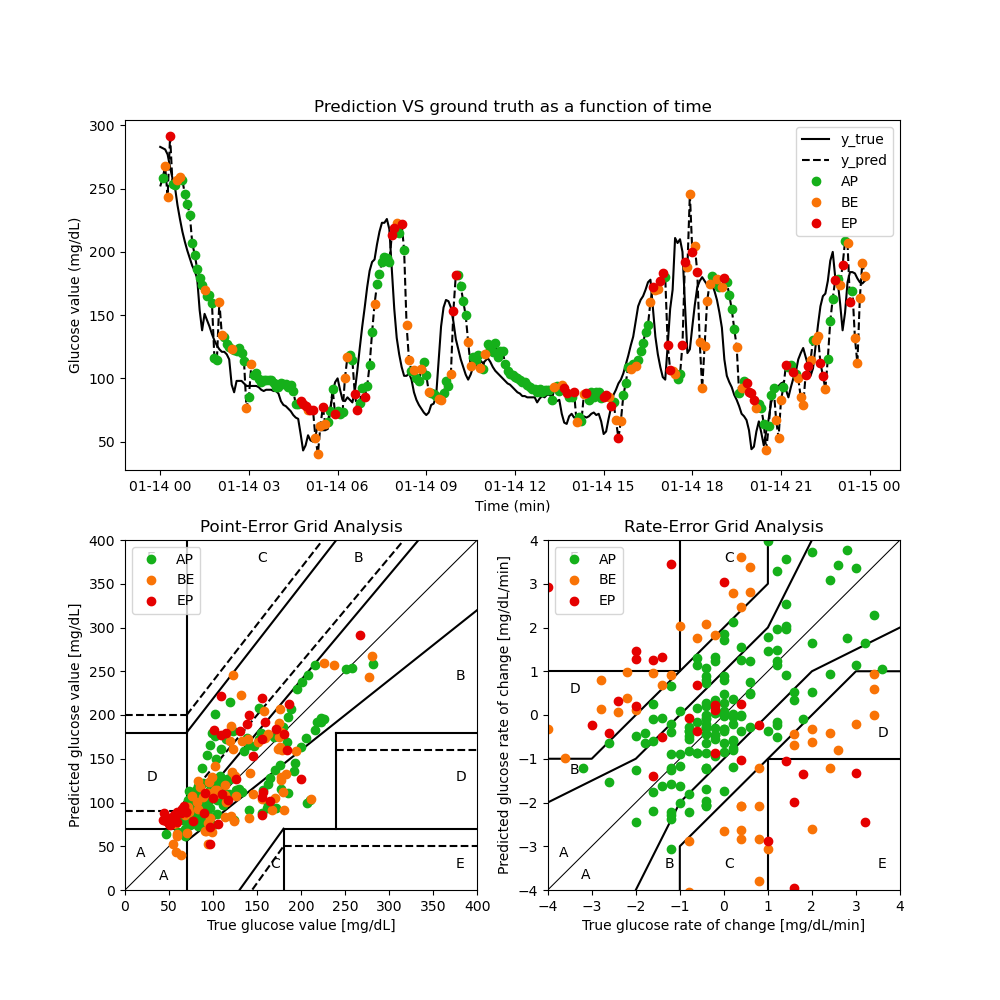 Prediction VS ground truth as a function of time
Glucose value (mg/dL)
300
250
200
150
100
50
y_true
y_pred
AP
BE
EP
01-14 00 01-14 03 01-14 06 01-14 09 01-14 12 01-14 15 01-14 18 01-14 21 01-15 00
Time (min)
Point-Error Grid Analysis
Predicted glucose value [mg/dL]
400
350
300
250
200
150
100
50
0
AP
BE
EP
C
B
B
D
D
A
A
C
E
0 50 100 150 200 250 300 350 400
True glucose value [mg/dL]
Rate-Error Grid Analysis
Predicted glucose rate of change [mg/dL/min]
4
3
2
1
0
−1
−2
−3
−4
AP
BE
EP
C
D
D
B
A
A
B
C
E
−4 −3 −2 −1 0 1 2 3 4
True glucose rate of change [mg/dL/min]